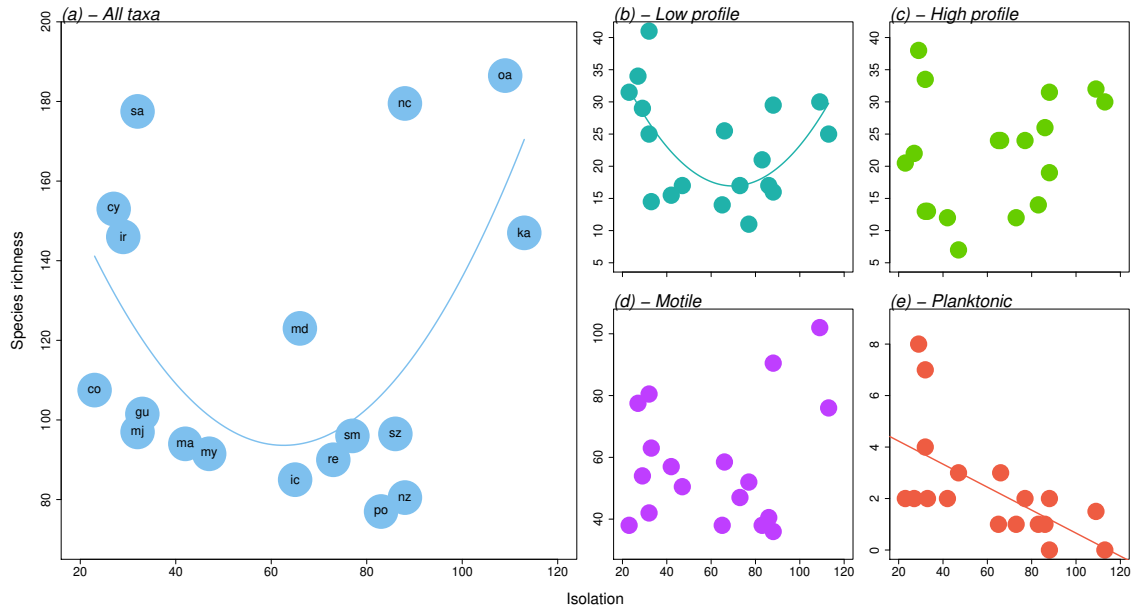 (a) − All taxa
200
180
160
140
120
100
80
Species richness
oa
nc
sa
cy
ir
ka
md
co
gu
mj
ma
my
sm
sz
re
ic
nz
po
20 40 60 80 100 120
(b) − Low profile
40
35
30
25
20
15
10
5
20 40 60 80 100 120
(c) − High profile
40
35
30
25
20
15
10
5
20 40 60 80 100 120
(d) − Motile
100
80
60
40
20 40 60 80 100 120
(e) − Planktonic
8
6
4
2
0
20 40 60 80 100 120
Isolation